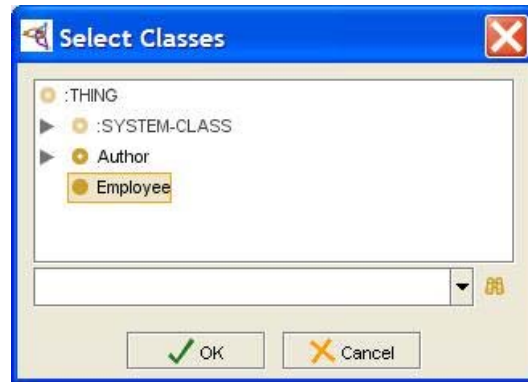 Select Classes
:THING
:SYSTEM-CLASS
Author
Employee
OK
Cancel